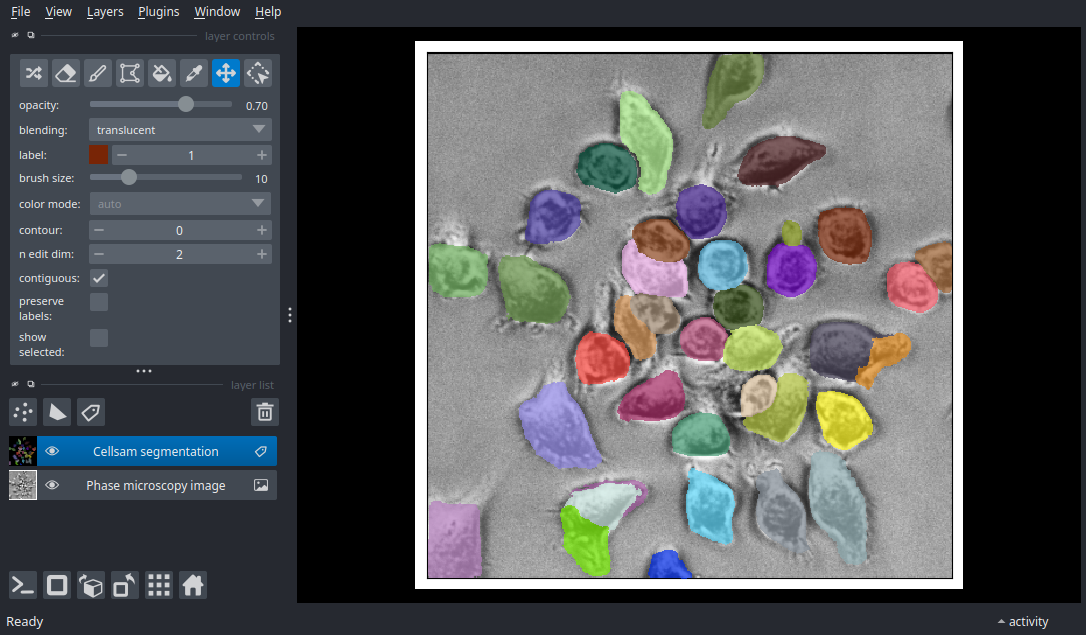 File View Layers Plugins Window Help
layer controls
opacity: 0.70
blending: translucent
label: 1
brush size: 10
color mode: auto
contour: 0
n edit dim: 2
contiguous:
preserve
labels:
show
selected:
layer list
Cellsam segmentation
Phase microscopy image
Ready activity